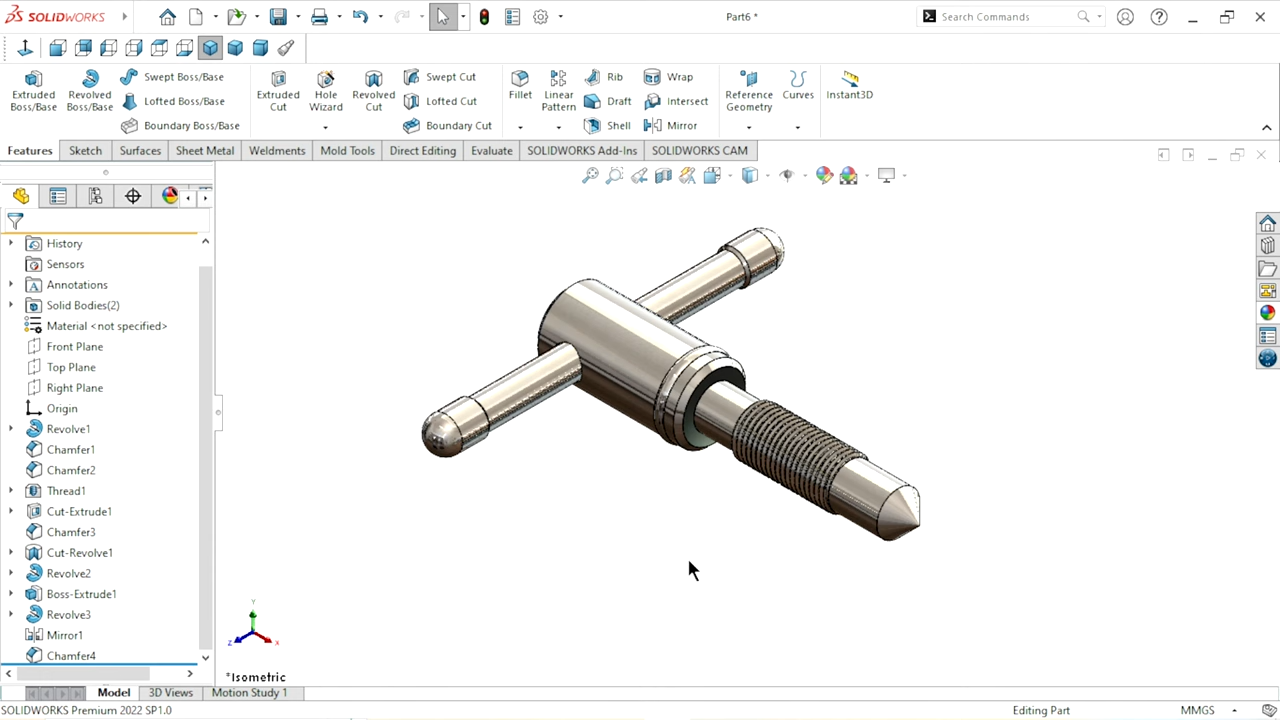 SOLIDWORKS
Part6 *
Search Commands
Extruded Boss/Base
Revolved Boss/Base
Swept Boss/Base
Lofted Boss/Base
Boundary Boss/Base
Extruded Cut
Hole Wizard
Revolved Cut
Swept Cut
Lofted Cut
Boundary Cut
Fillet
Linear Pattern
Rib
Draft
Shell
Wrap
Intersect
Mirror
Reference Geometry
Curves
Instant3D
Features Sketch Surfaces Sheet Metal Weldments Mold Tools Direct Editing Evaluate SOLIDWORKS Add-Ins SOLIDWORKS CAM
History
Sensors
Annotations
Solid Bodies(2)
Material <not specified>
Front Plane
Top Plane
Right Plane
Origin
Revolve1
Chamfer1
Chamfer2
Thread1
Cut-Extrude1
Chamfer3
Cut-Revolve1
Revolve2
Boss-Extrude1
Revolve3
Mirror1
Chamfer4
Y
Z
X
*Isometric
Model 3D Views Motion Study 1
SOLIDWORKS Premium 2022 SP1.0
Editing Part
MMGS